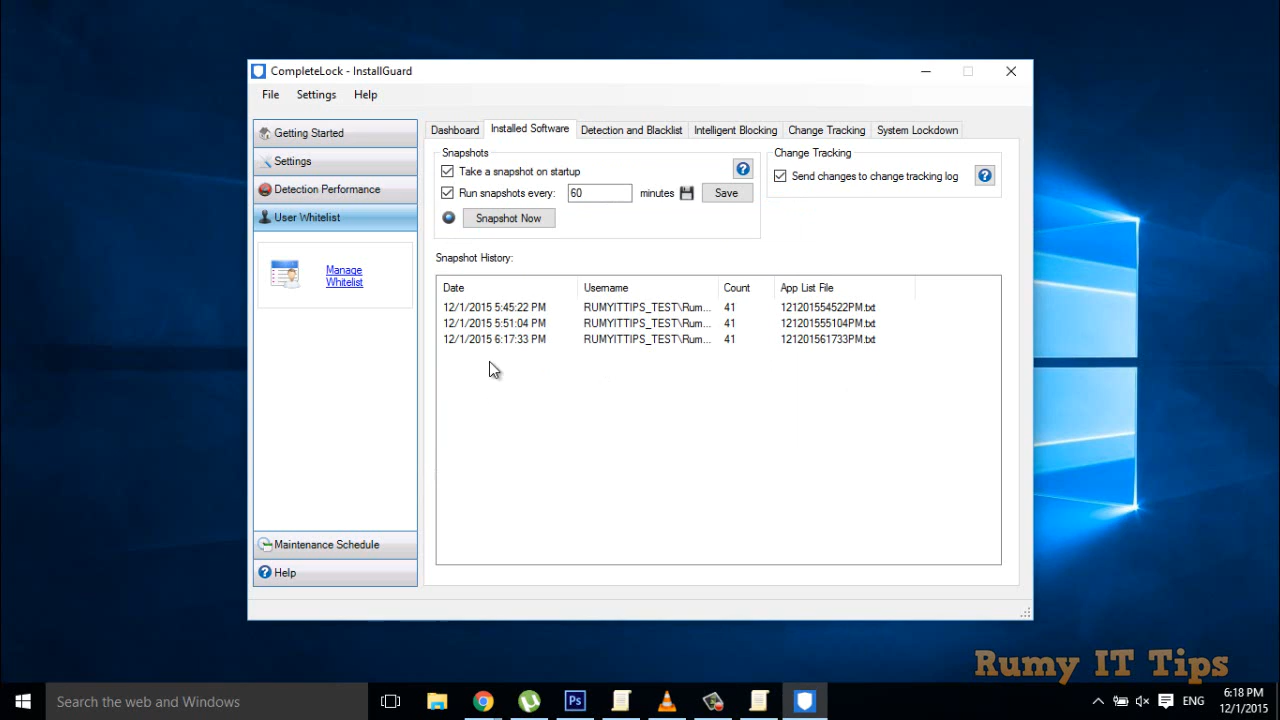 CompleteLock - InstallGuard
File Settings Help
Getting Started
Settings
Detection Performance
User Whitelist
Manage
Whitelist
Maintenance Schedule
Help
Dashboard Installed Software Detection and Blacklist Intelligent Blocking Change Tracking System Lockdown
Snapshots
Take a snapshot on startup
Run snapshots every: 60 minutes Save
Snapshot Now
Change Tracking
Send changes to change tracking log
Snapshot History:
Date Username Count App List File
12/1/2015 5:45:22 PM RUMYITTIPS_TEST\Rum... 41 121201554522PM.txt
12/1/2015 5:51:04 PM RUMYITTIPS_TEST\Rum... 41 121201555104PM.txt
12/1/2015 6:17:33 PM RUMYITTIPS_TEST\Rum... 41 121201561733PM.txt
Rumy IT Tips
Search the web and Windows
Ps
ENG
6:18 PM
12/1/2015